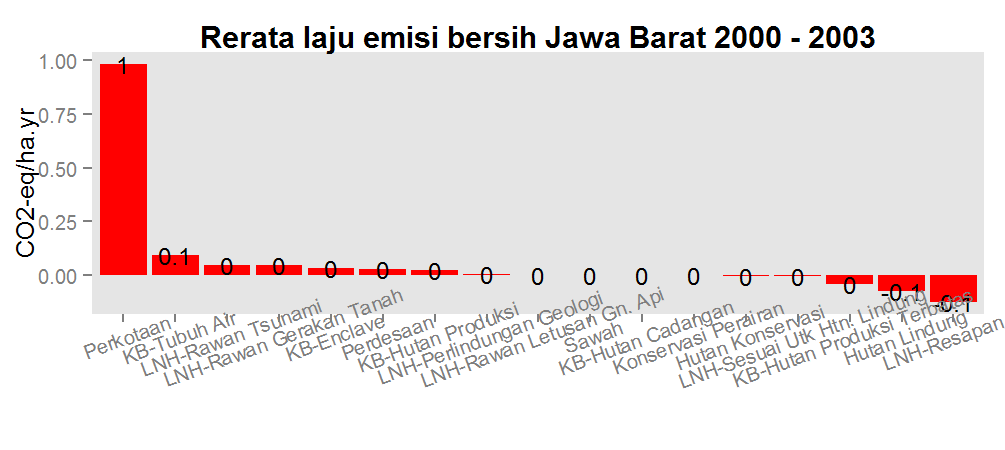 Rerata laju emisi bersih Jawa Barat 2000 - 2003
CO2-eq/ha.yr
1.00
0.75
0.50
0.25
0.00
1
0.1
0
0
0
0
0
0
0
0
0
0
0
0
0
-0.1
-0.1
Perkotaan
KB-Tubuh Air
LNH-Rawan Tsunami
LNH-Rawan Gerakan Tanah
KB-Enclave
Perdesaan
KB-Hutan Produksi
LNH-Perlindungan Geologi
LNH-Rawan Letusan Gn. Api
Sawah
KB-Hutan Cadangan
Konservasi Perairan
Hutan Konservasi
LNH-Sesuai Utk Htn. Lindung
KB-Hutan Produksi Terbatas
Hutan Lindung
LNH-Resapan